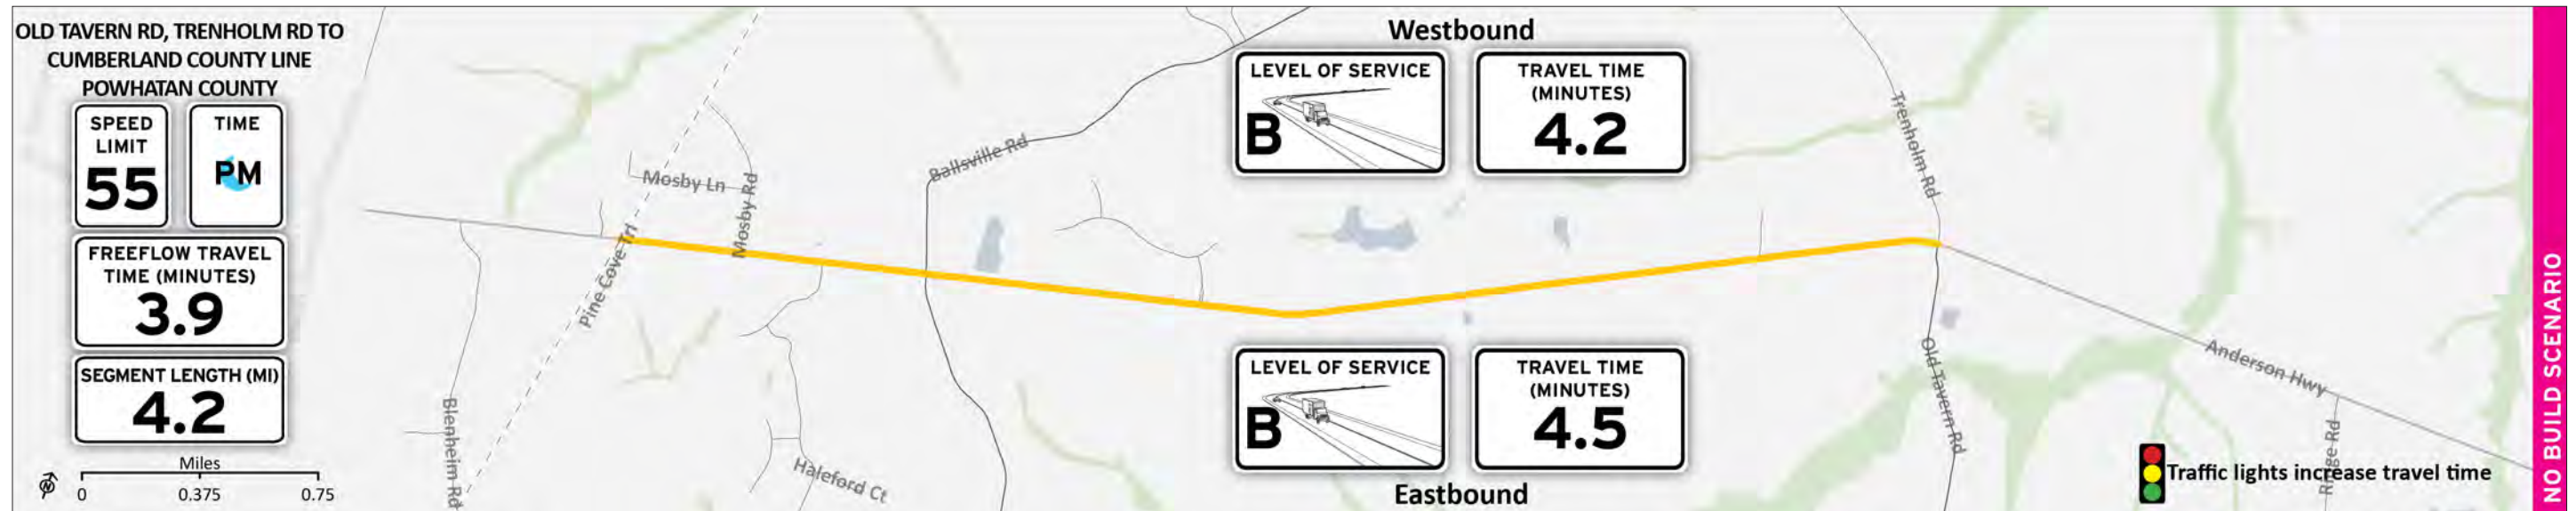 OLD TAVERN RD, TRENHOLM RD TO
CUMBERLAND COUNTY LINE
POWHATAN COUNTY
SPEED
LIMIT
55
TIME
PM
FREEFLOW TRAVEL
TIME (MINUTES)
3.9
SEGMENT LENGTH (MI)
4.2
Miles
0 0.375 0.75
Blenheim Rd
Pine Cove Trl
Mosby Ln
Mosby Rd
Haleford Ct
Ballsville Rd
Westbound
LEVEL OF SERVICE
B
TRAVEL TIME
(MINUTES)
4.2
LEVEL OF SERVICE
B
TRAVEL TIME
(MINUTES)
4.5
Eastbound
Trenholm Rd
Old Tavern Rd
Anderson Hwy
Ridge Rd
Traffic lights increase travel time
NO BUILD SCENARIO